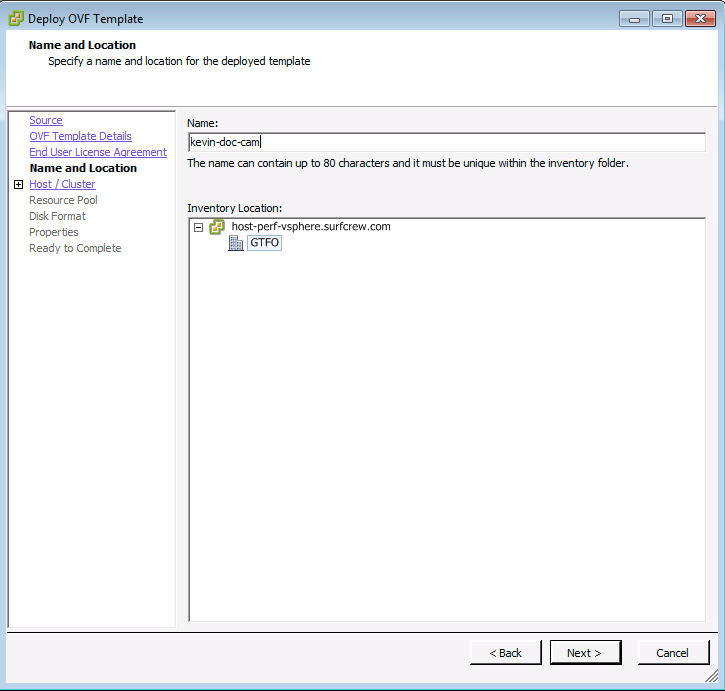 Deploy OVF Template
Name and Location
Specify a name and location for the deployed template
Source
OVF Template Details
End User License Agreement
Name and Location
Host / Cluster
Resource Pool
Disk Format
Properties
Ready to Complete
Name:
kevin-doc-cam
The name can contain up to 80 characters and it must be unique within the inventory folder.
Inventory Location:
host-perf-vsphere.surfcrew.com
GTFO
< Back
Next >
Cancel